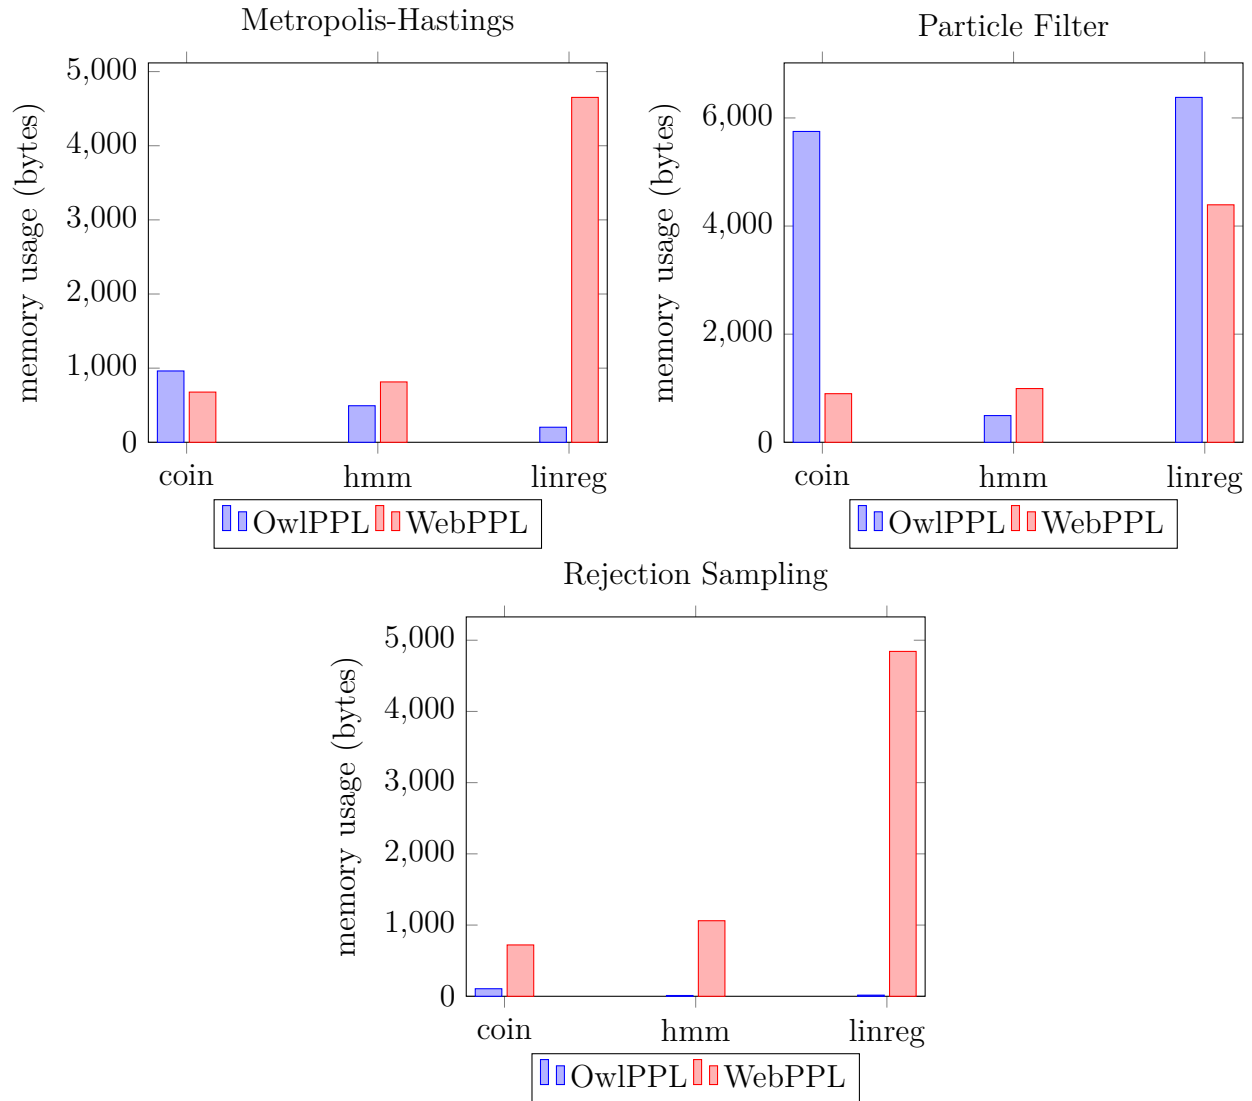 Metropolis-Hastings
memory usage (bytes)
5,000
4,000
3,000
2,000
1,000
0
coin hmm linreg
OwlPPL WebPPL
Particle Filter
memory usage (bytes)
6,000
4,000
2,000
0
coin hmm linreg
OwlPPL WebPPL
Rejection Sampling
memory usage (bytes)
5,000
4,000
3,000
2,000
1,000
0
coin hmm linreg
OwlPPL WebPPL